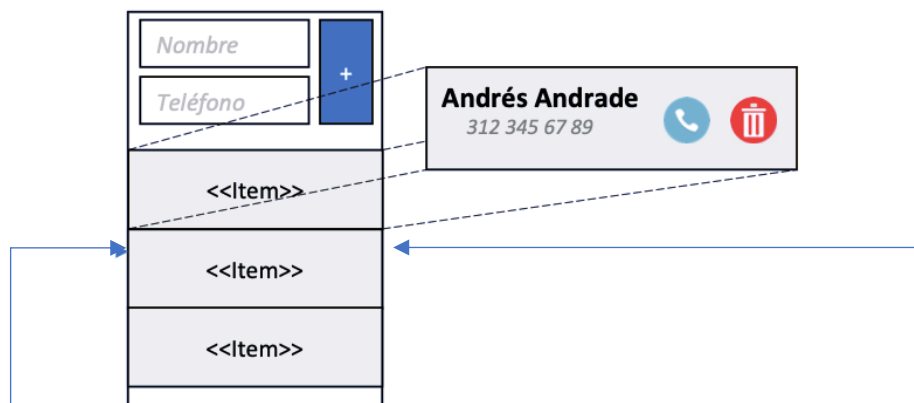 Nombre
+
Teléfono
Andrés Andrade
312 345 67 89
<<Item>>
<<Item>>
<<Item>>